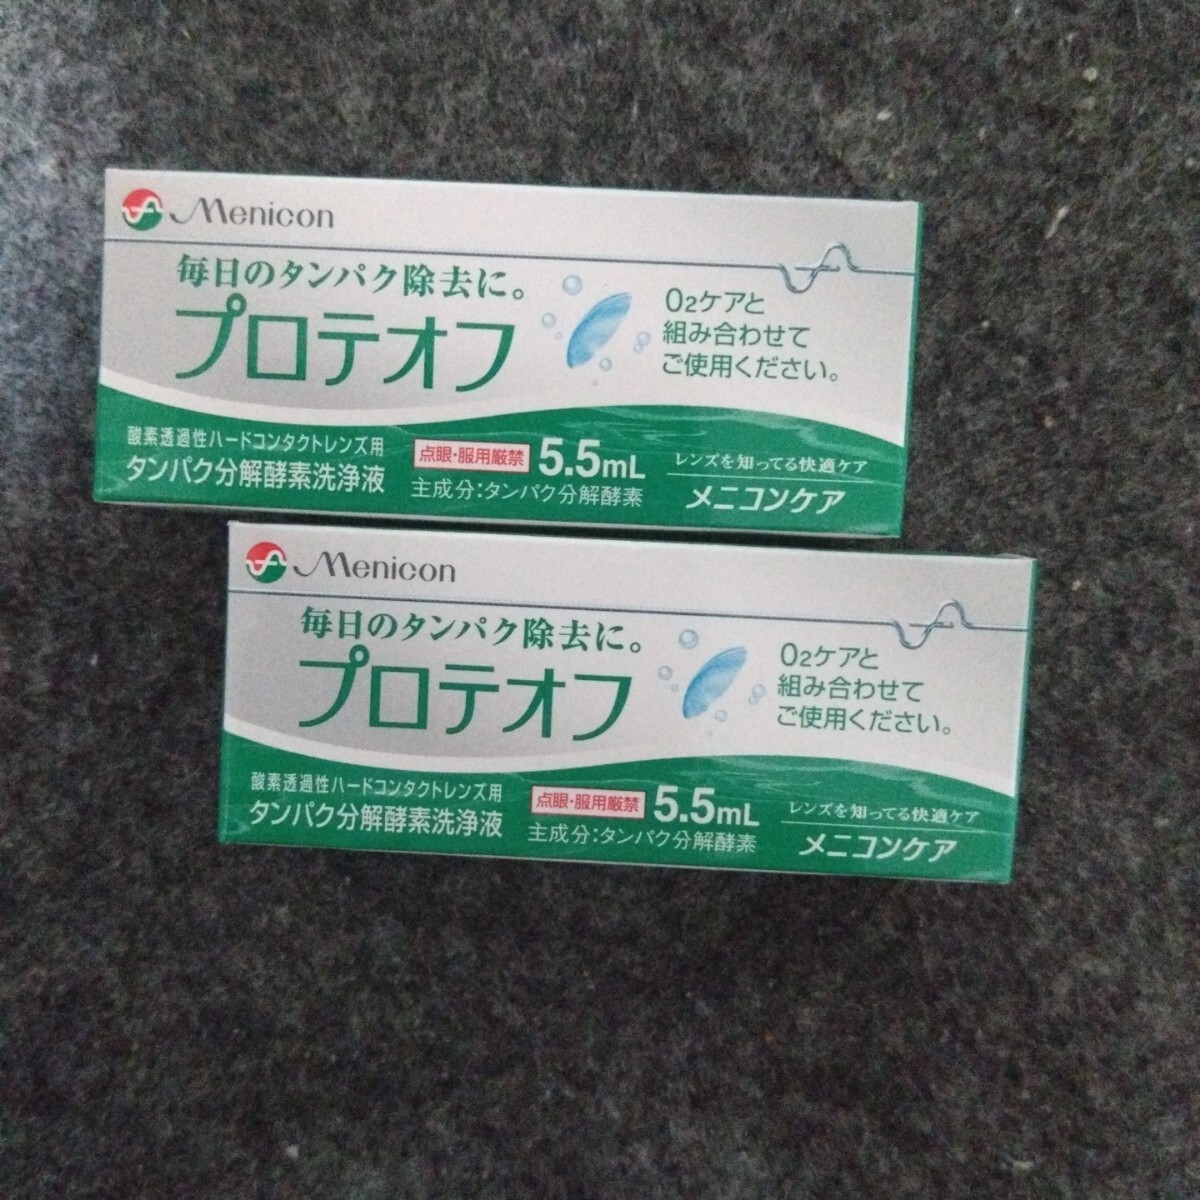 Menicon
毎日のタンパク除去に。
プロテオフ
O2ケアと
組み合わせて
ご使用ください。
酸素透過性ハードコンタクトレンズ用
タンパク分解酵素洗浄液
点眼・服用厳禁 5.5mL
主成分:タンパク分解酵素
レンズを知ってる快適ケア
メニコンケア
Menicon
毎日のタンパク除去に。
プロテオフ
O2ケアと
組み合わせて
ご使用ください。
酸素透過性ハードコンタクトレンズ用
タンパク分解酵素洗浄液
点眼・服用厳禁 5.5mL
主成分:タンパク分解酵素
レンズを知ってる快適ケア
メニコンケア